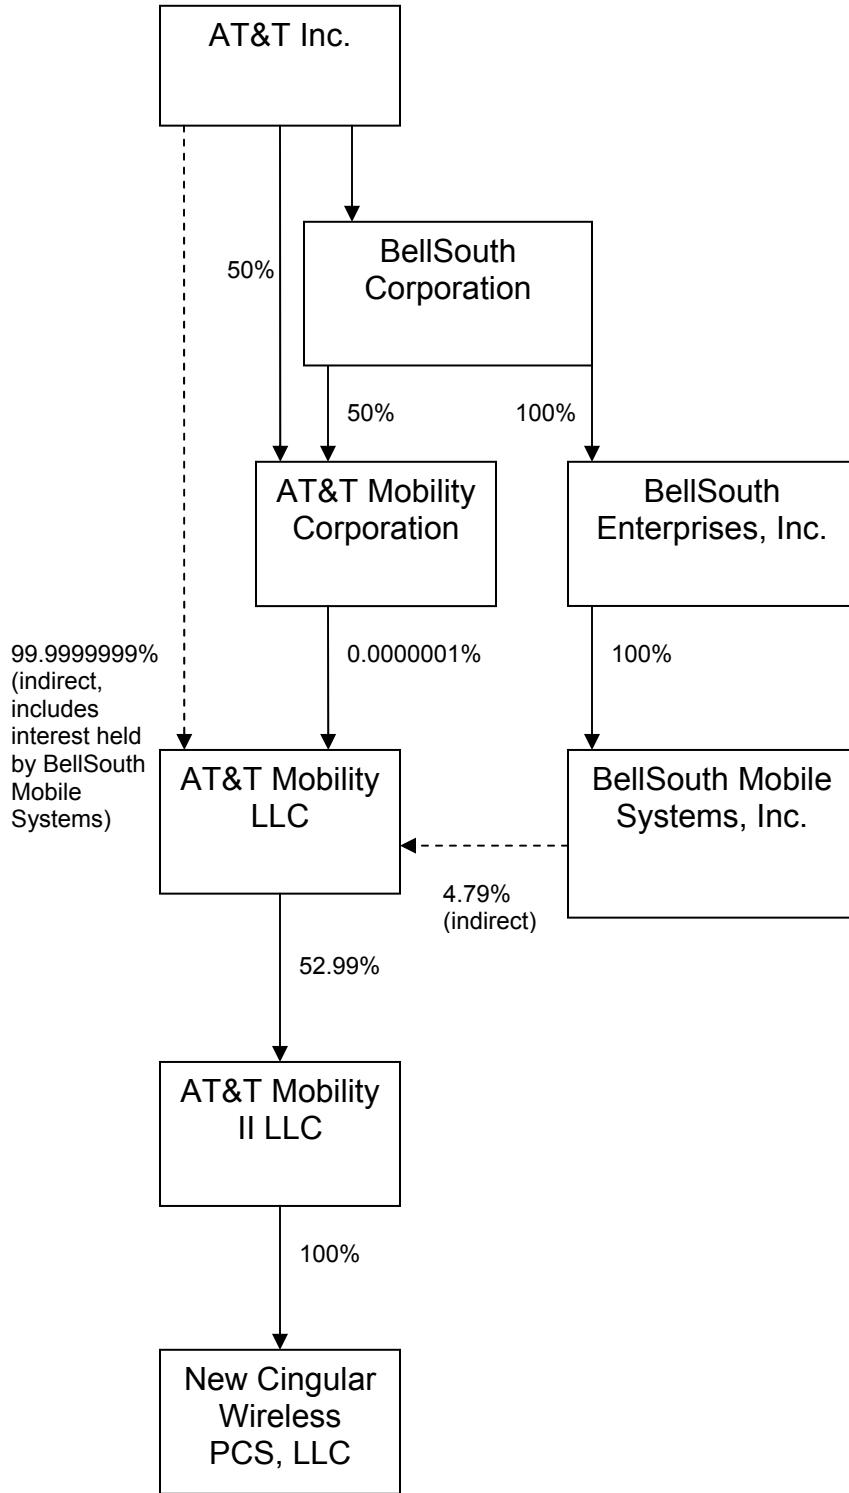 AT&T Inc.
BellSouth
Corporation
50%
50%
100%
AT&T Mobility
Corporation
BellSouth
Enterprises, Inc.
99.9999999%
(indirect,
includes
interest held
by BellSouth
Mobile
Systems)
0.0000001%
100%
AT&T Mobility
LLC
BellSouth Mobile
Systems, Inc.
4.79%
(indirect)
52.99%
AT&T Mobility
II LLC
100%
New Cingular
Wireless
PCS, LLC